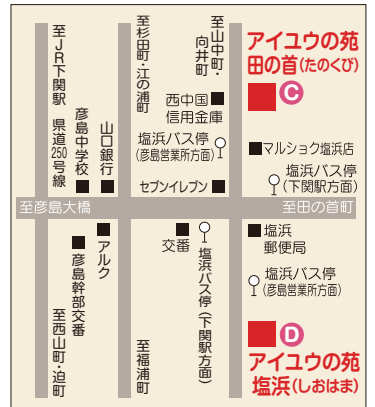 至JR下関駅 県道250号線
彦島中学校
山口銀行
至杉田町・江の浦町
至山中町・
向井町
西中国
信用金庫
塩浜バス停
(彦島営業所方面)
セブンイレブン
アイユウの苑
田の首(たのくび)
C
マルショク塩浜店
塩浜バス停
(下関駅方面)
至彦島大橋
至田の首町
彦島幹部交番
アルク
至西山町・迫町
至福浦町
交番
塩浜バス停(下関駅方面)
塩浜
郵便局
塩浜バス停
(彦島営業所方面)
D
アイユウの苑
塩浜(しおはま)